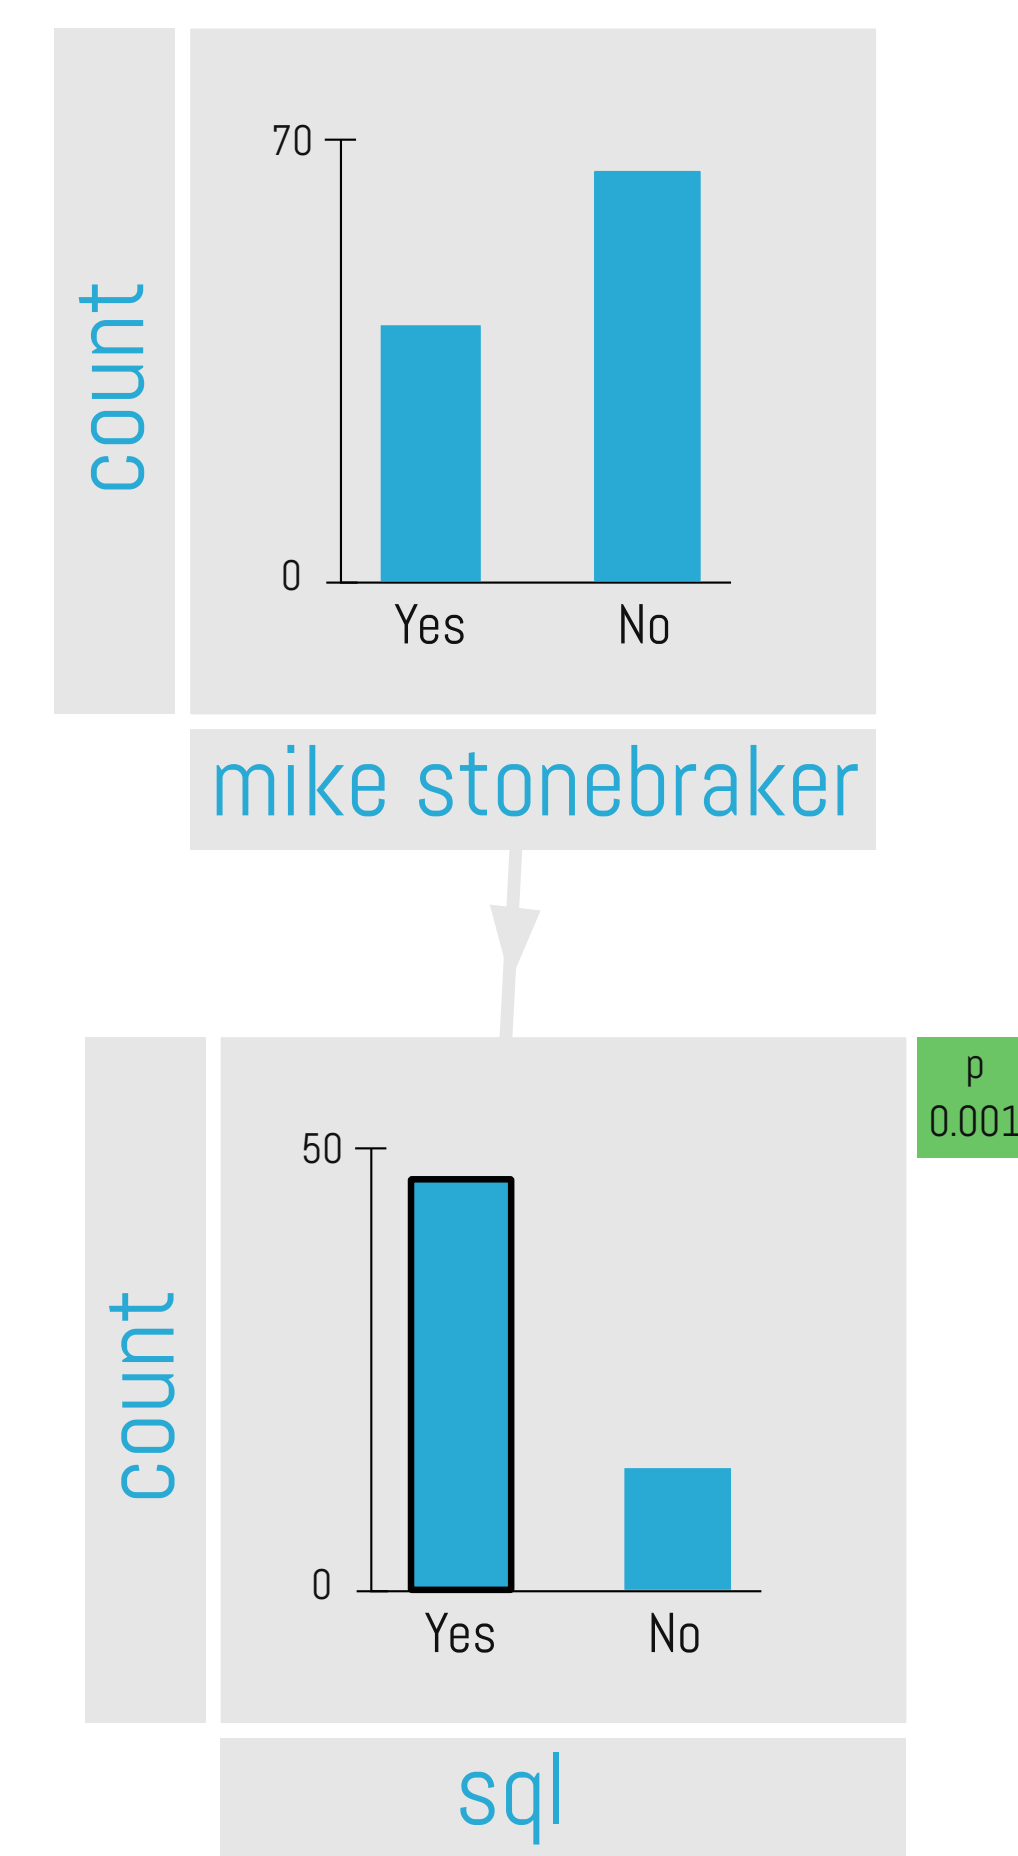 count
70
0
Yes No
mike stonebraker
p
0.001
count
50
0
Yes No
sql